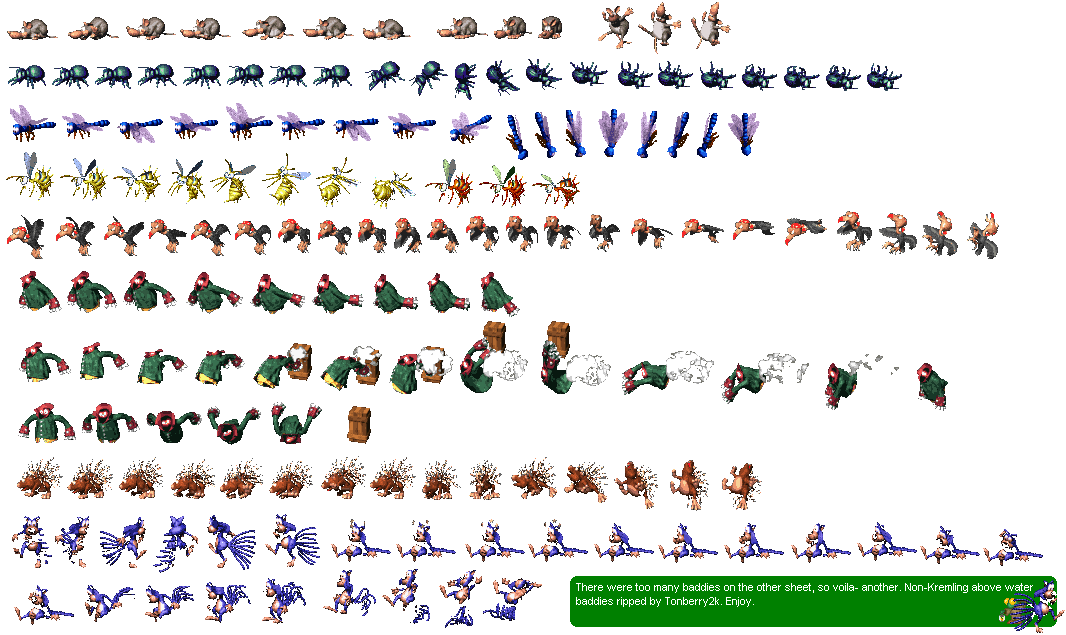 There were too many baddies on the other sheet, so voila- another. Non-Kremling above water
baddies ripped by Tonberry2k. Enjoy.